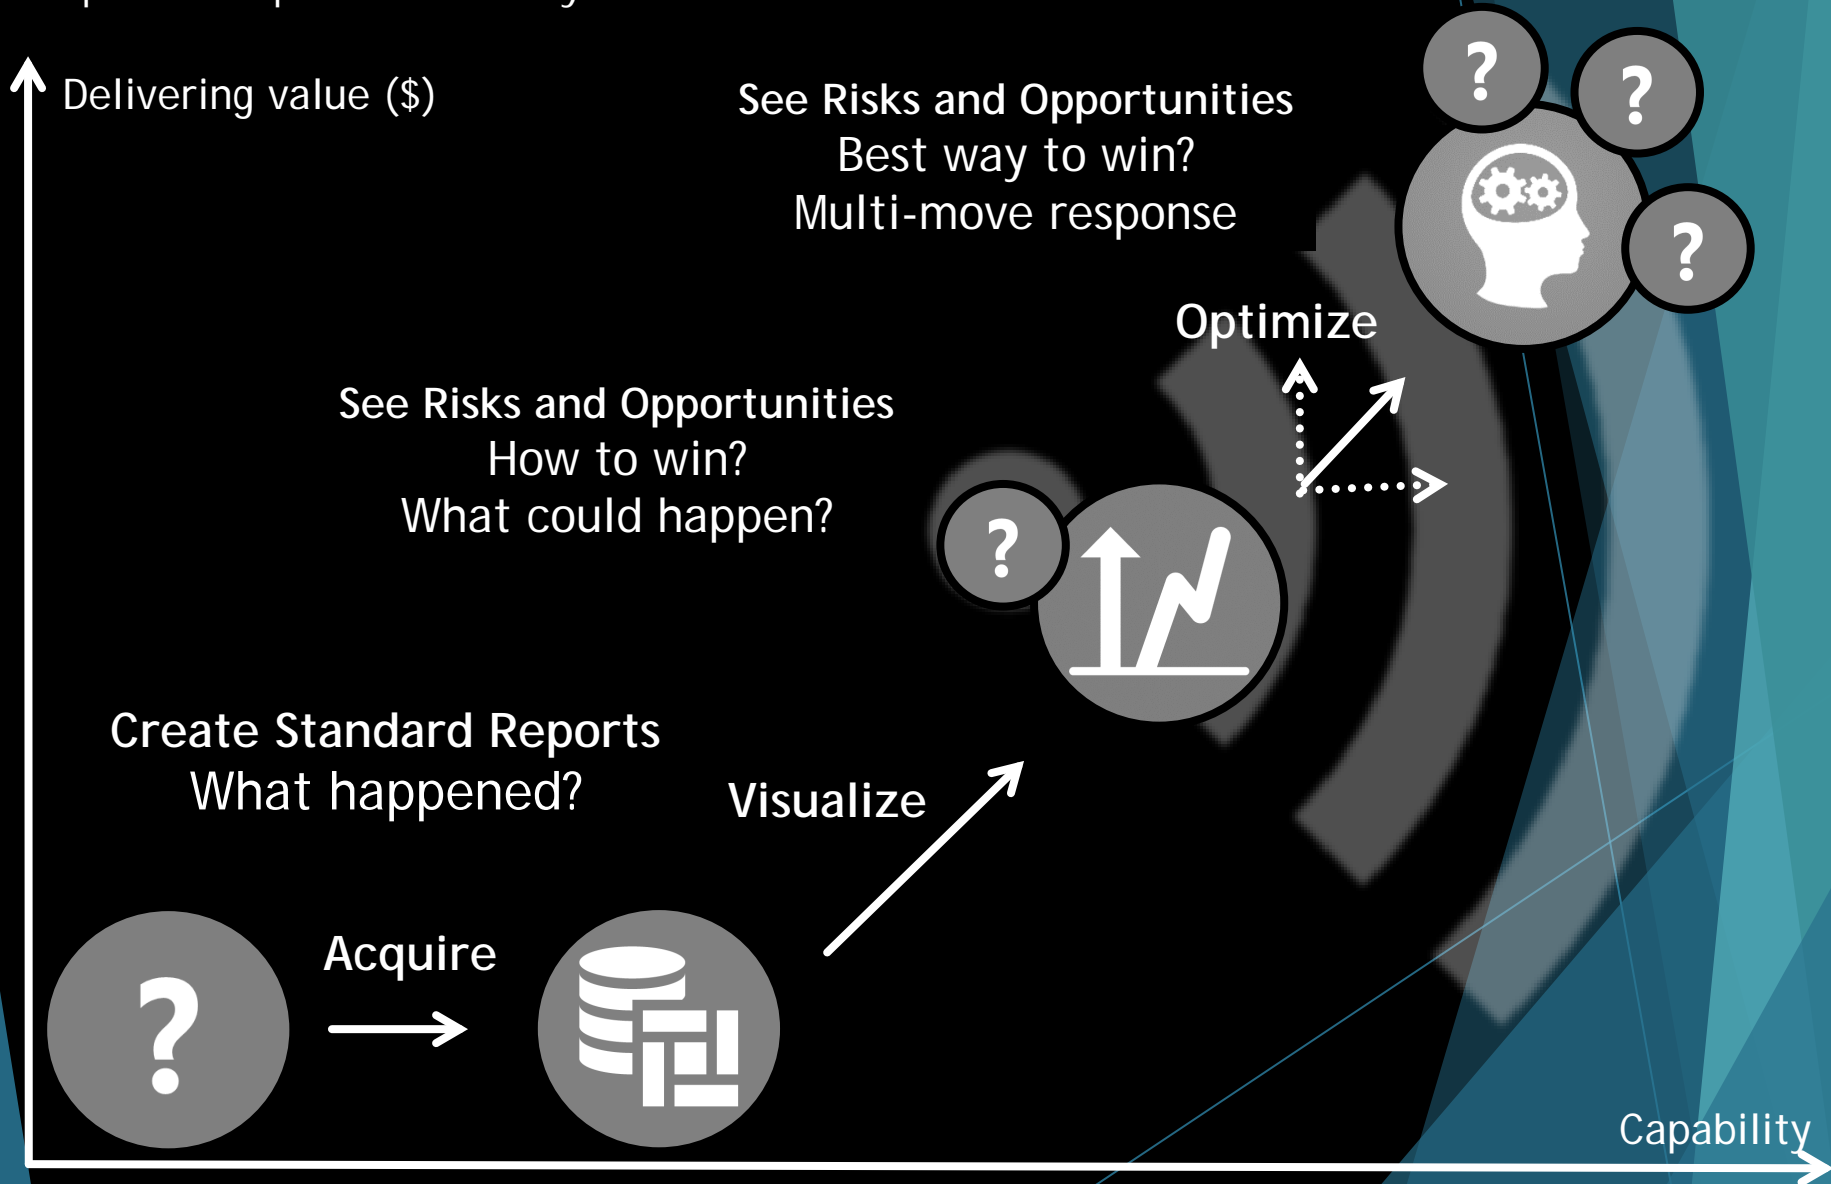 Delivering value ($)
See Risks and Opportunities
Best way to win?
Multi-move response
?
?
?
Optimize
See Risks and Opportunities
How to win?
What could happen?
?
Create Standard Reports
What happened?
Visualize
Acquire
?
Capability